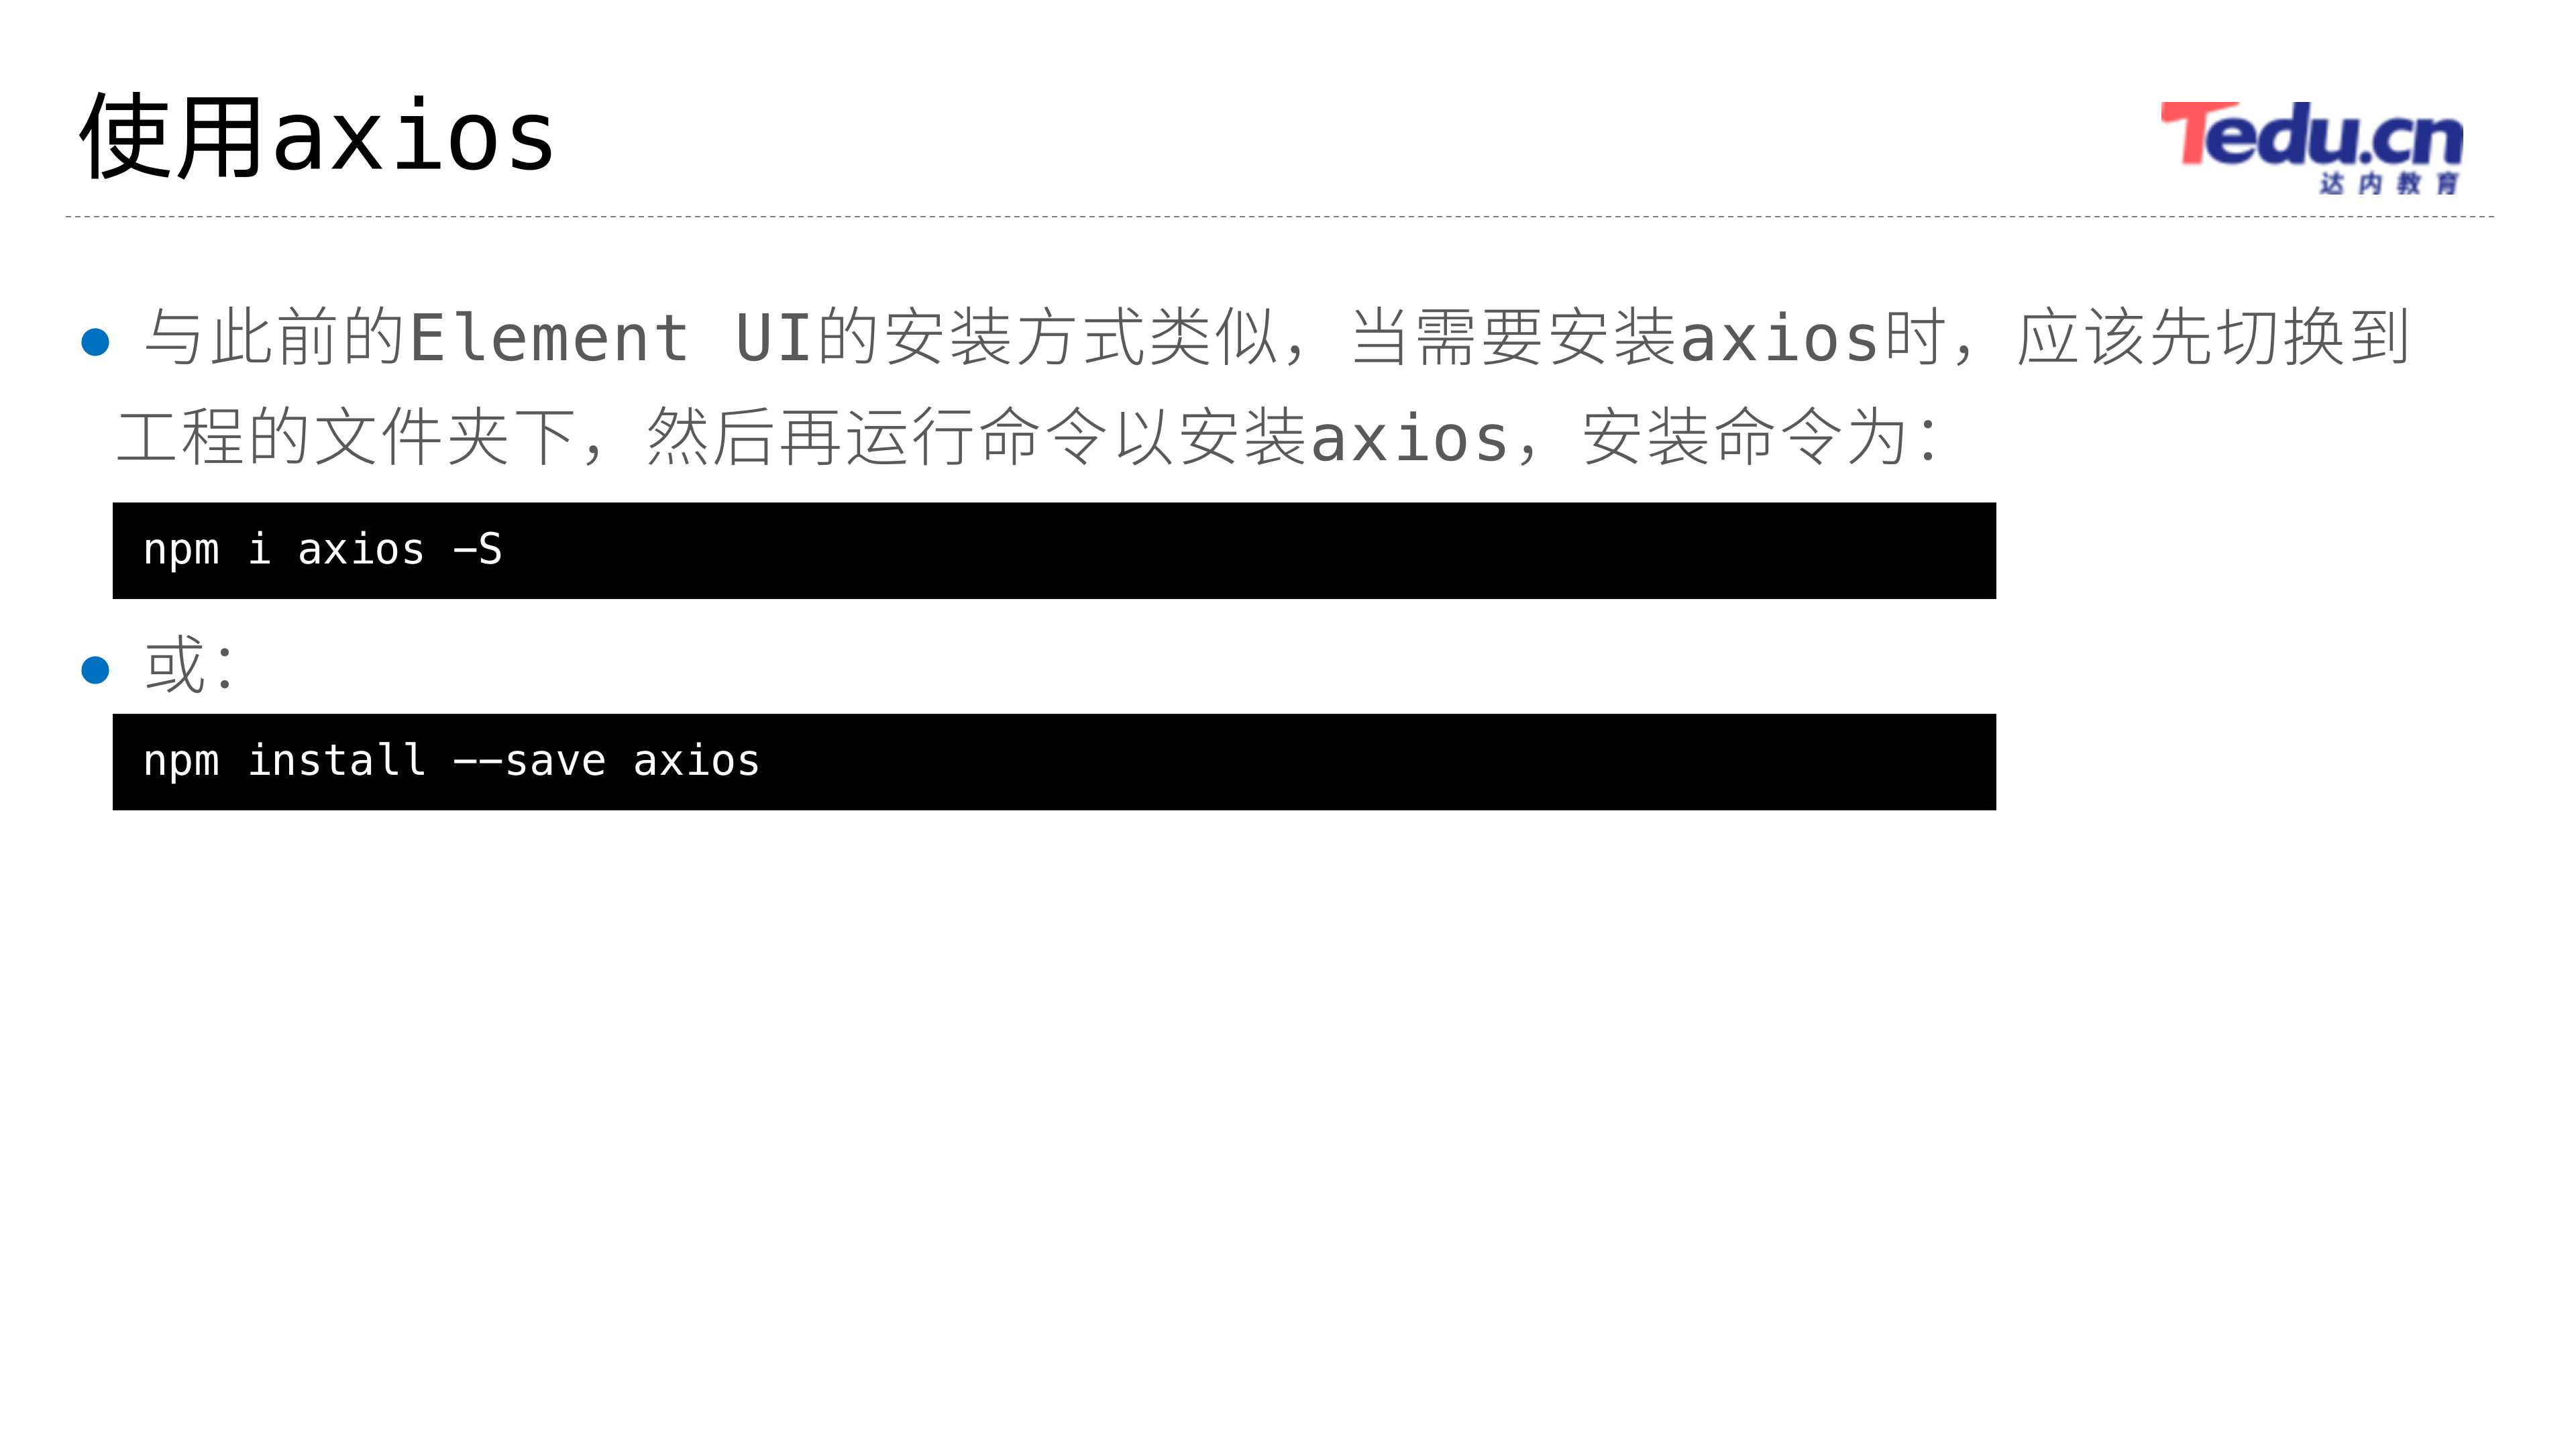 使用axios
Tedu.cn
达内教育
与此前的Element UI的安装方式类似，当需要安装axios时，应该先切换到
工程的文件夹下，然后再运行命令以安装axios，安装命令为：
npm i axios -S
或：
npm install --save axios